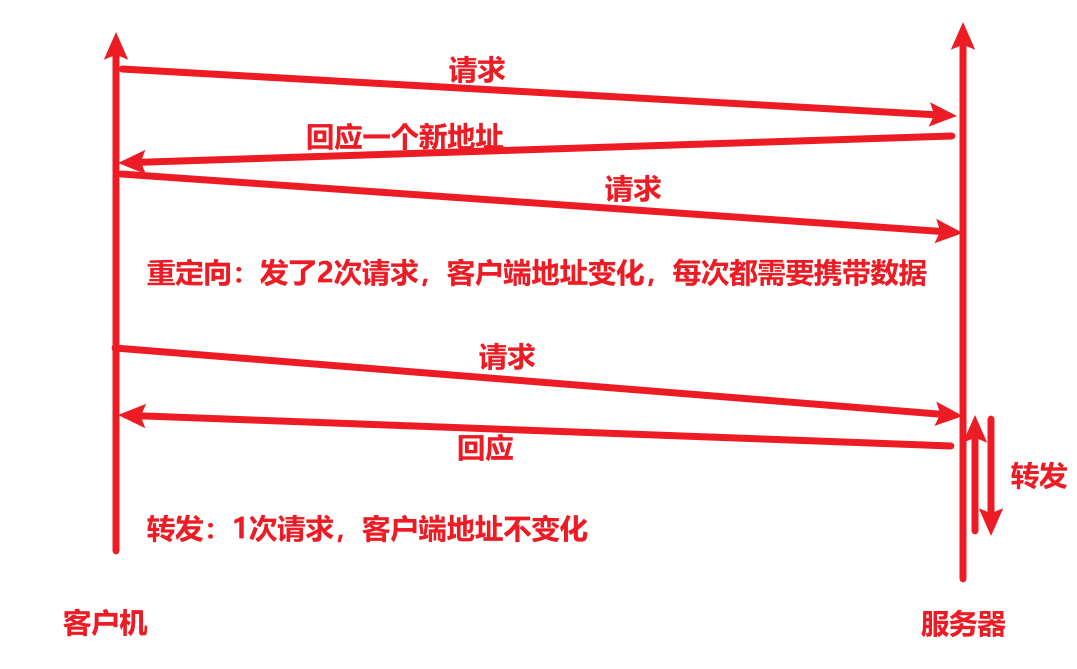 请求
回应一个新地址
请求
重定向：发了2次请求，客户端地址变化，每次都需要携带数据
请求
回应
转发
转发：1次请求，客户端地址不变化
客户机
服务器